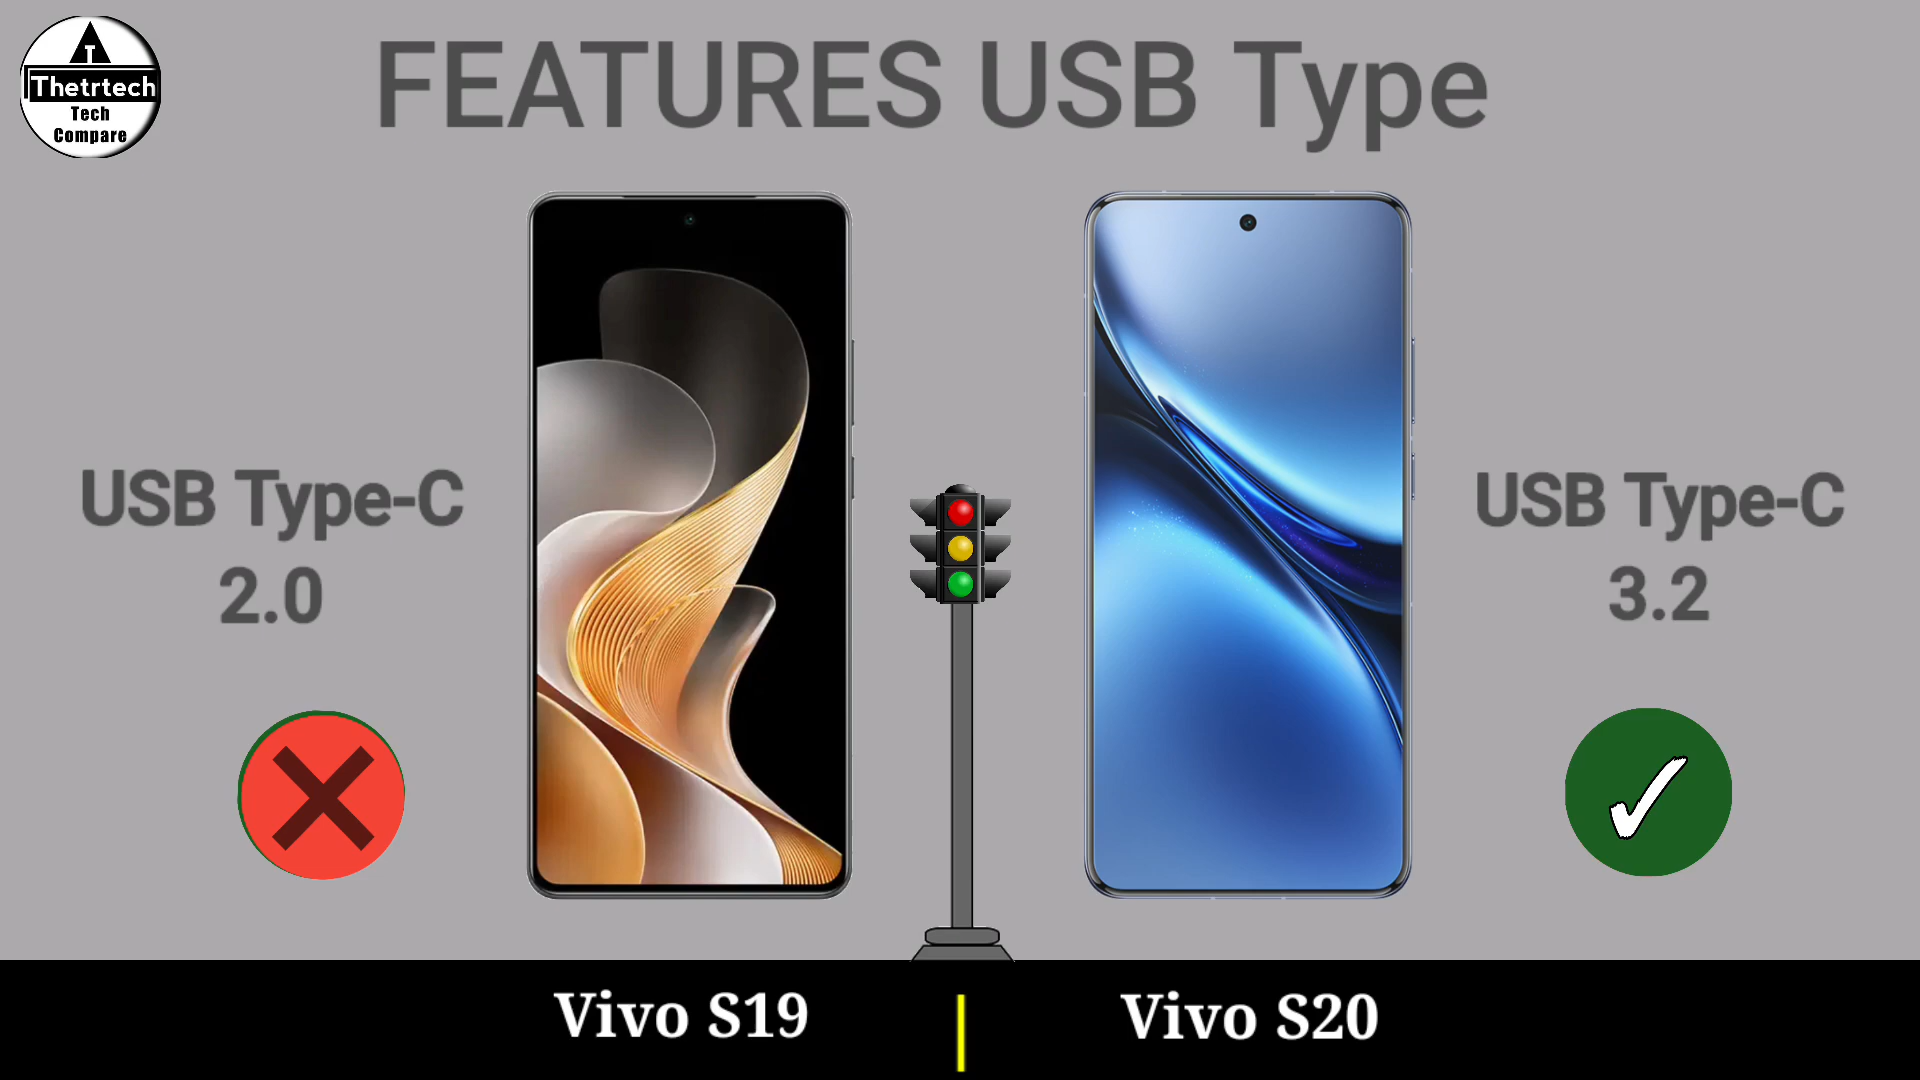 T
Thetrtech
Tech
Compare
FEATURES USB Type
USB Type-C
2.0
USB Type-C
3.2
Vivo S19
Vivo S20